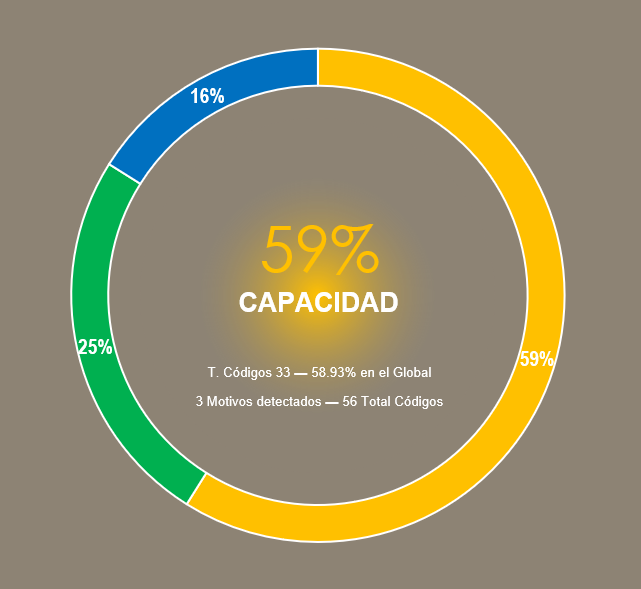 16%
59%
CAPACIDAD
25%
59%
T. Códigos 33 — 58.93% en el Global
3 Motivos detectados — 56 Total Códigos